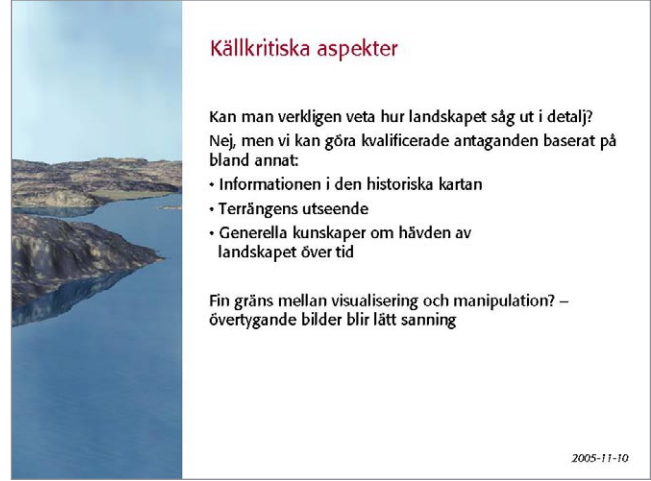 Källkritiska aspekter
Kan man verkligen veta hur landskapet såg ut i detalj?
Nej, men vi kan göra kvalificerade antaganden baserat på
bland annat:
• Informationen i den historiska kartan
• Terrängens utseende
• Generella kunskaper om hävden av
landskapet över tid
Fin gräns mellan visualisering och manipulation? –
övertygande bilder blir lätt sanning
2005-11-10